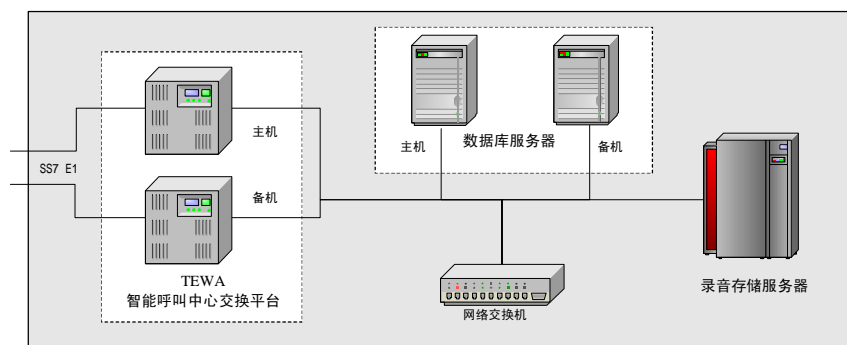 主机
SS7 E1
备机
TEWA
智能呼叫中心交换平台
主机
数据库服务器
备机
网络交换机
录音存储服务器